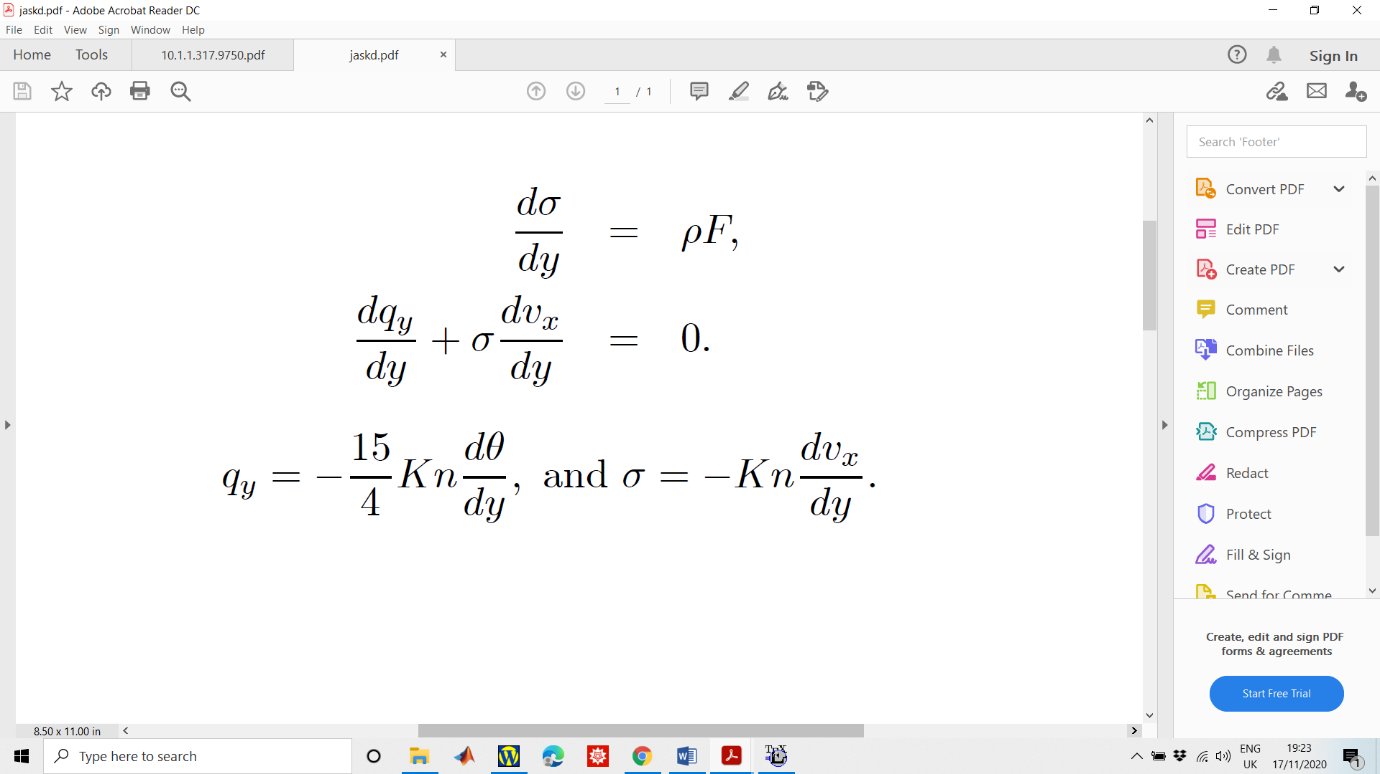 jaskd.pdf - Adobe Acrobat Reader DC
File Edit View Sign Window Help
Home Tools 10.1.1.317.9750.pdf jaskd.pdf × Sign In
1 / 1
dσ/dy = ρF,
dq_y/dy + σ dv_x/dy = 0.
q_y = −15/4 Kn dθ/dy, and σ = −Kn dv_x/dy.
Search 'Footer'
Convert PDF
Edit PDF
Create PDF
Comment
Combine Files
Organize Pages
Compress PDF
Redact
Protect
Fill & Sign
Send for Comme
Create, edit and sign PDF
forms & agreements
Start Free Trial
8.50 x 11.00 in
Type here to search
ENG
UK
19:23
17/11/2020
1